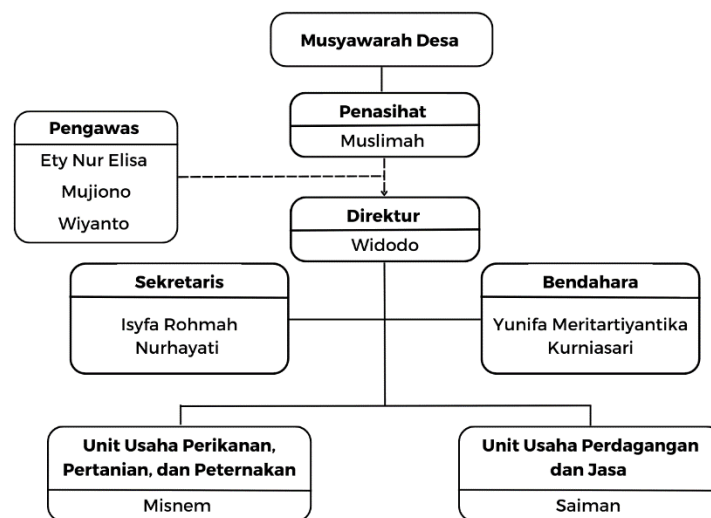 Musyawarah Desa
Penasihat
Muslimah
Pengawas
Ety Nur Elisa
Mujiono
Wiyanto
Direktur
Widodo
Sekretaris
Isyfa Rohmah
Nurhayati
Bendahara
Yunifa Meritartiyantika
Kurniasari
Unit Usaha Perikanan,
Pertanian, dan Peternakan
Misnem
Unit Usaha Perdagangan
dan Jasa
Saiman